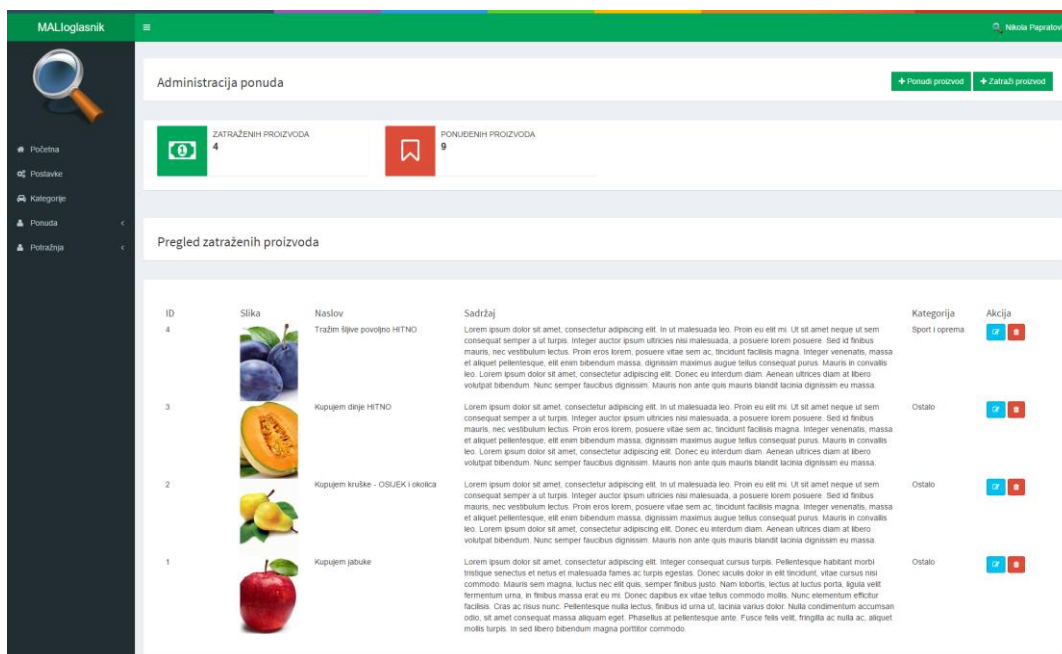 MALIoglasnik
Nikola Papratov
Početna
Postavke
Kategorije
Ponuda
Potražnja
Administracija ponuda
Ponudi proizvod
Zatraži proizvod
ZATRAŽENIH PROIZVODA
4
PONUĐENIH PROIZVODA
9
Pregled zatraženih proizvoda
ID Slika Naslov Sadržaj Kategorija Akcija
4 Tražim šljive povoljno HITNO Lorem ipsum dolor sit amet, consectetur adipiscing elit. In ut malesuada leo. Proin eu elit mi. Ut sit amet neque ut sem Sport i oprema
consequat semper a ut turpis. Integer auctor ipsum ultricies nisi malesuada, a posuere lorem posuere. Sed id finibus
mauris, nec vestibulum lectus. Proin eros lorem, posuere vitae sem ac, tincidunt facilisis magna. Integer venenatis, massa
et aliquet pellentesque, elit enim bibendum massa, dignissim maximus augue tellus consequat purus. Mauris in convallis
leo. Lorem ipsum dolor sit amet, consectetur adipiscing elit. Donec eu interdum diam. Aenean ultrices diam at libero
volutpat bibendum. Nunc semper faucibus dignissim. Mauris non ante quis mauris blandit lacinia dignissim eu massa.
3 Kupujem dinje HITNO Lorem ipsum dolor sit amet, consectetur adipiscing elit. In ut malesuada leo. Proin eu elit mi. Ut sit amet neque ut sem Ostalo
consequat semper a ut turpis. Integer auctor ipsum ultricies nisi malesuada, a posuere lorem posuere. Sed id finibus
mauris, nec vestibulum lectus. Proin eros lorem, posuere vitae sem ac, tincidunt facilisis magna. Integer venenatis, massa
et aliquet pellentesque, elit enim bibendum massa, dignissim maximus augue tellus consequat purus. Mauris in convallis
leo. Lorem ipsum dolor sit amet, consectetur adipiscing elit. Donec eu interdum diam. Aenean ultrices diam at libero
volutpat bibendum. Nunc semper faucibus dignissim. Mauris non ante quis mauris blandit lacinia dignissim eu massa.
2 Kupujem kruške - OSIJEK i okolica Lorem ipsum dolor sit amet, consectetur adipiscing elit. In ut malesuada leo. Proin eu elit mi. Ut sit amet neque ut sem Ostalo
consequat semper a ut turpis. Integer auctor ipsum ultricies nisi malesuada, a posuere lorem posuere. Sed id finibus
mauris, nec vestibulum lectus. Proin eros lorem, posuere vitae sem ac, tincidunt facilisis magna. Integer venenatis, massa
et aliquet pellentesque, elit enim bibendum massa, dignissim maximus augue tellus consequat purus. Mauris in convallis
leo. Lorem ipsum dolor sit amet, consectetur adipiscing elit. Donec eu interdum diam. Aenean ultrices diam at libero
volutpat bibendum. Nunc semper faucibus dignissim. Mauris non ante quis mauris blandit lacinia dignissim eu massa.
1 Kupujem jabuke Lorem ipsum dolor sit amet, consectetur adipiscing elit. Integer consequat cursus turpis. Pellentesque habitant morbi Ostalo
tristique senectus et netus et malesuada fames ac turpis egestas. Donec iaculis dolor in elit tincidunt, vitae cursus nisi
commodo. Mauris sem magna, luctus nec elit quis, semper finibus justo. Nam lobortis, lectus at luctus porta, ligula velit
fermentum urna, in finibus massa erat eu mi. Donec dapibus ex vitae tellus commodo mollis. Nunc elementum efficitur
facilisis. Cras ac risus nunc. Pellentesque nulla lectus, finibus id urna ut, lacinia varius dolor. Nulla condimentum accumsan
odio, sit amet consequat massa aliquam eget. Phasellus at pellentesque ante. Fusce felis velit, fringilla ac nulla ac, aliquet
mollis turpis. In sed libero bibendum magna porttitor commodo.